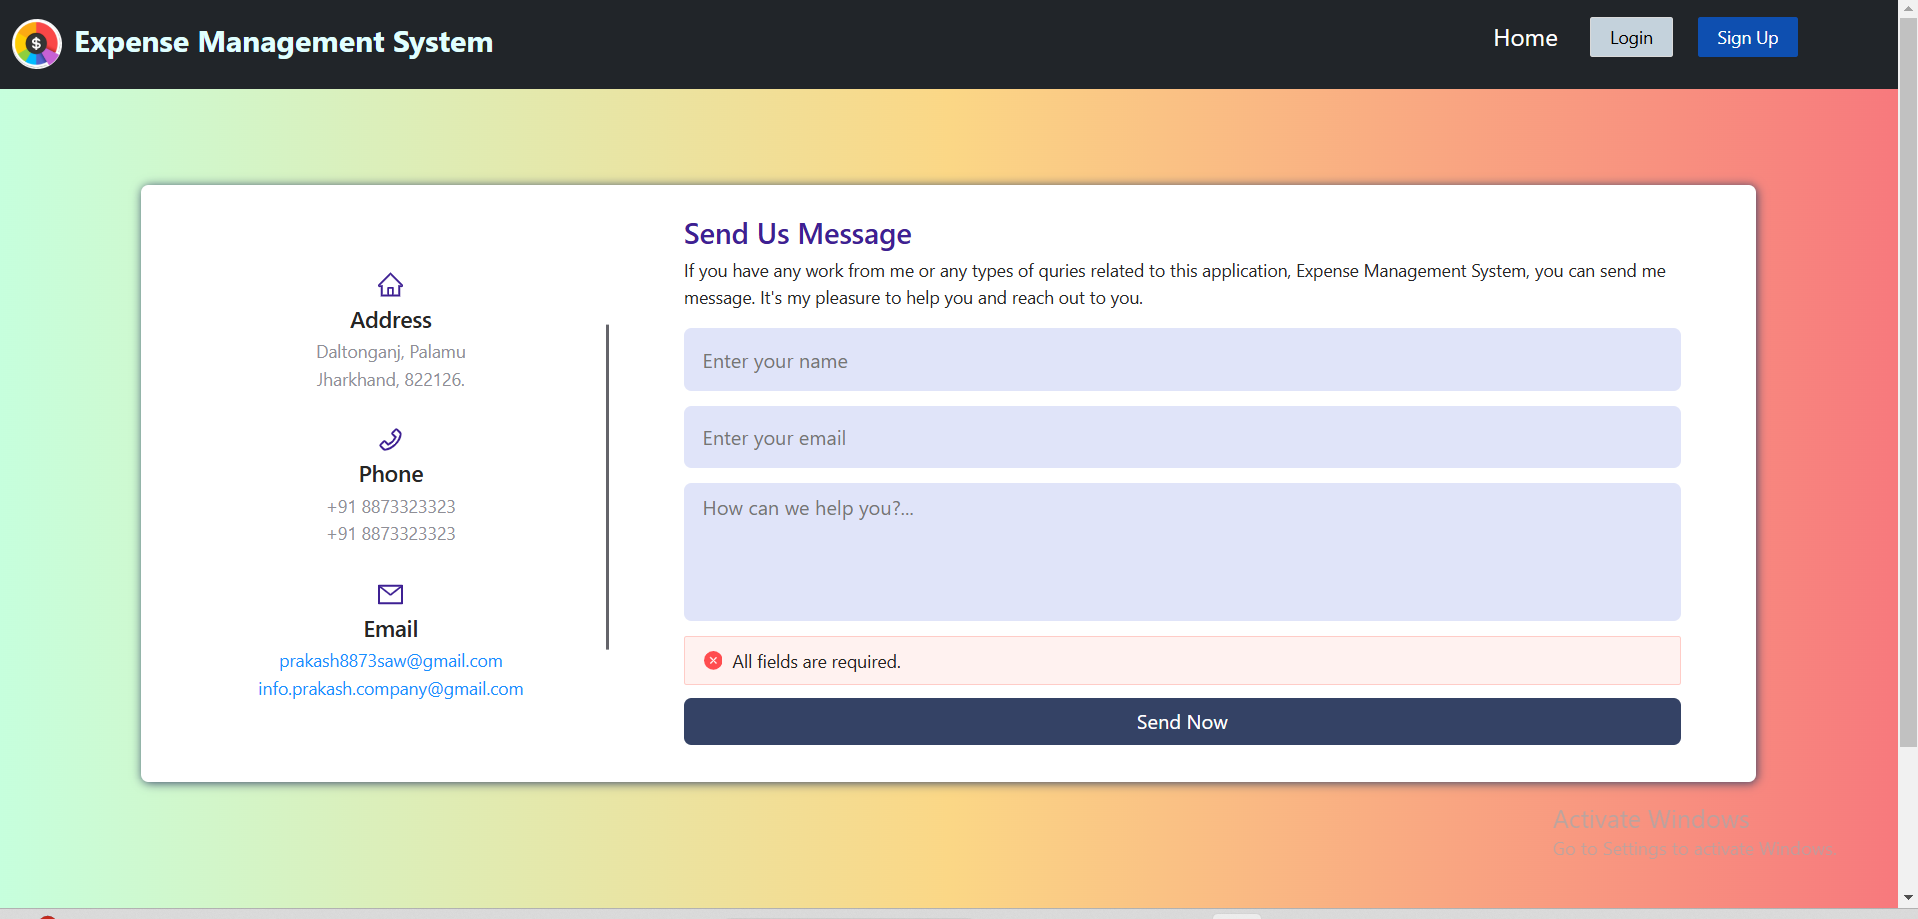 $
Expense Management System
Home
Login
Sign Up
Address
Daltonganj, Palamu
Jharkhand, 822126.
Phone
+91 8873323323
+91 8873323323
Email
prakash8873saw@gmail.com
info.prakash.company@gmail.com
Send Us Message
If you have any work from me or any types of quries related to this application, Expense Management System, you can send me
message. It's my pleasure to help you and reach out to you.
Enter your name
Enter your email
How can we help you?...
All fields are required.
Send Now
Activate Windows
Go to Settings to activate Windows.